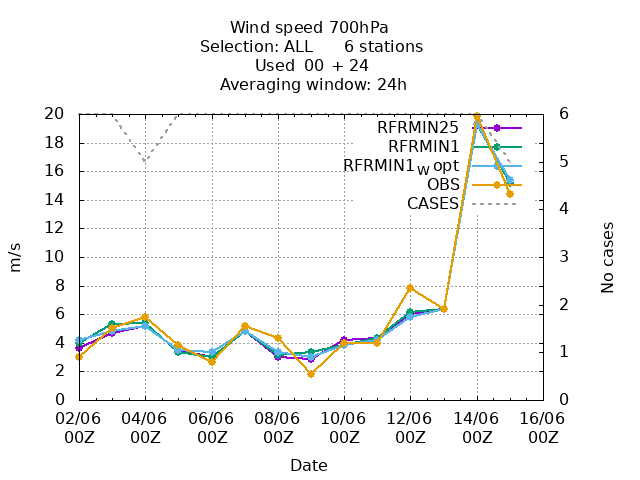 Wind speed 700hPa
Selection: ALL      6 stations
Used  00  + 24
Averaging window: 24h
RFRMIN25
RFRMIN1
RFRMIN1w opt
OBS
CASES
20
18
16
14
12
10
8
6
4
2
0
6
5
4
3
2
1
0
m/s
No cases
02/06 04/06 06/06 08/06 10/06 12/06 14/06 16/06
00Z 00Z 00Z 00Z 00Z 00Z 00Z 00Z
Date